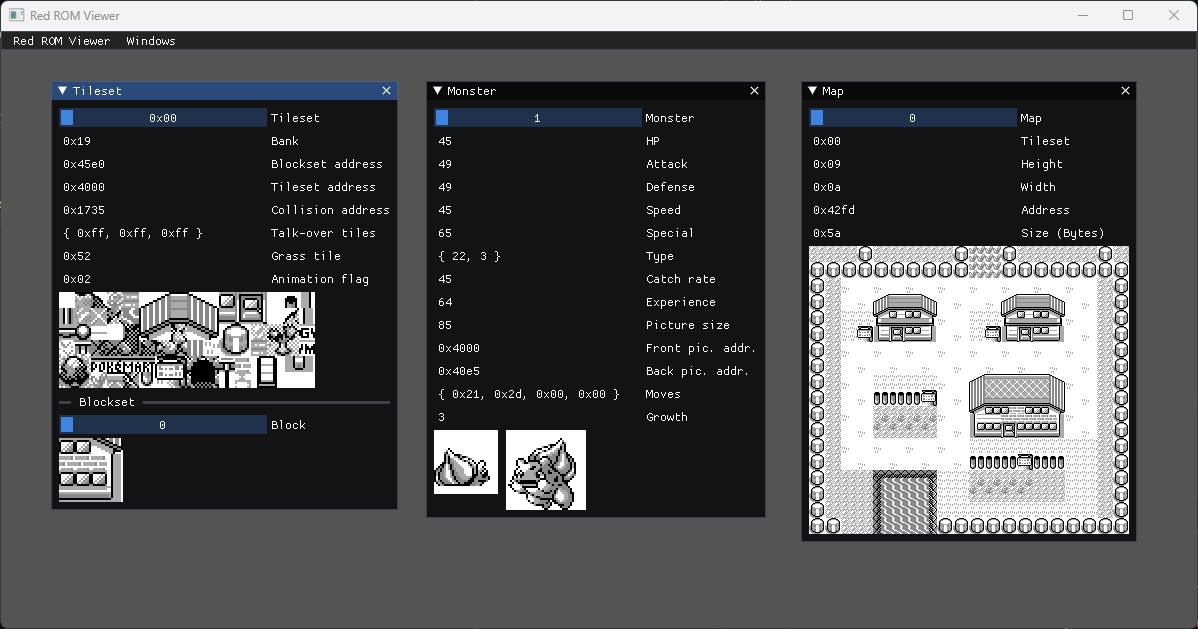 Red ROM Viewer
Red ROM Viewer Windows
Tileset
0x00 Tileset
0x19 Bank
0x45e0 Blockset address
0x4000 Tileset address
0x1735 Collision address
{ 0xff, 0xff, 0xff } Talk-over tiles
0x52 Grass tile
0x02 Animation flag
POKéMART
Blockset
0 Block
Monster
1 Monster
45 HP
49 Attack
49 Defense
45 Speed
65 Special
{ 22, 3 } Type
45 Catch rate
64 Experience
85 Picture size
0x4000 Front pic. addr.
0x40e5 Back pic. addr.
{ 0x21, 0x2d, 0x00, 0x00 } Moves
3 Growth
Map
0 Map
0x00 Tileset
0x09 Height
0x0a Width
0x42fd Address
0x5a Size (Bytes)